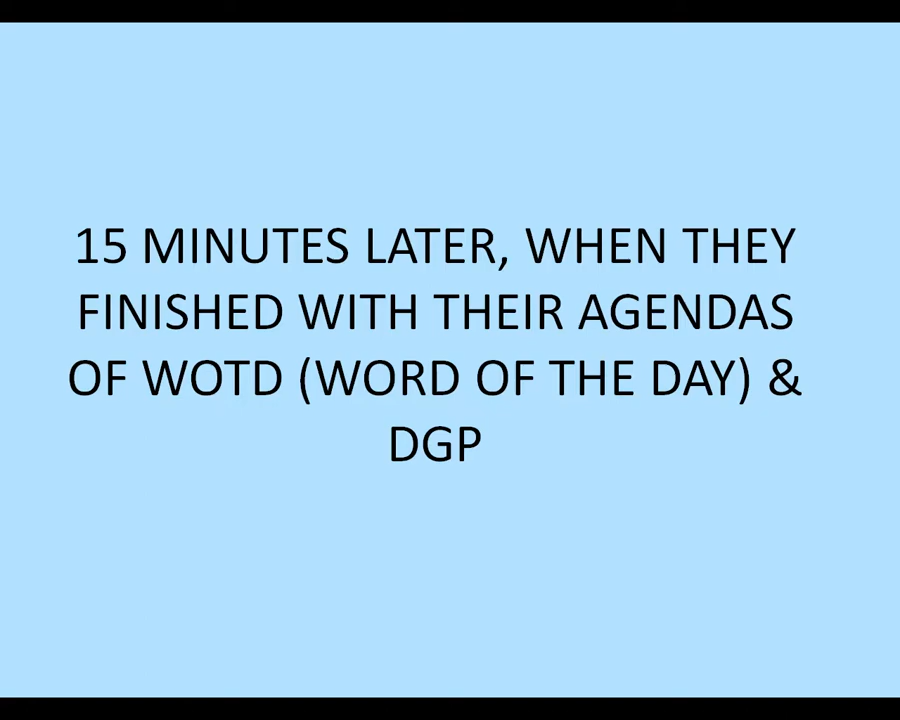 15 MINUTES LATER, WHEN THEY
FINISHED WITH THEIR AGENDAS
OF WOTD (WORD OF THE DAY) &
DGP